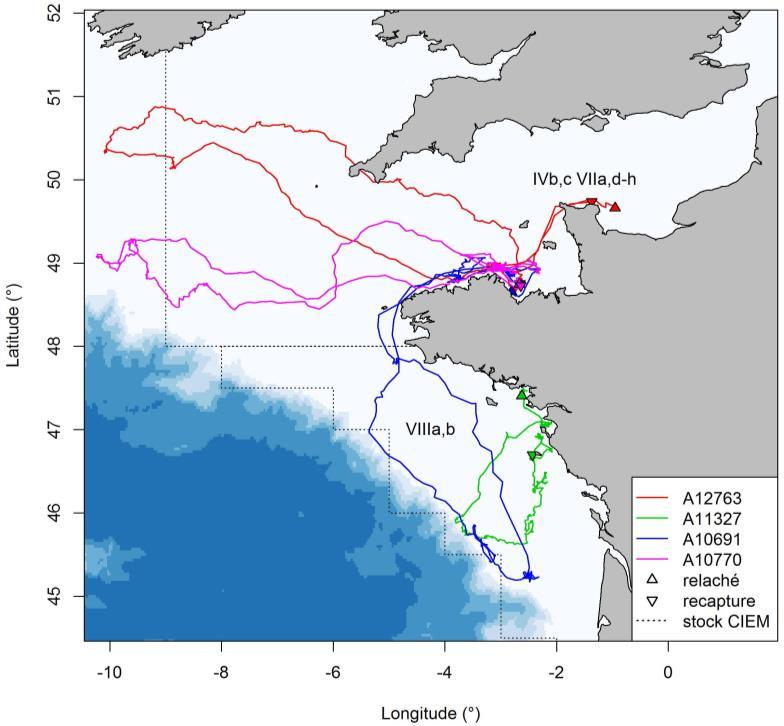 52
51
50
49
48
47
46
45
Latitude (°)
IVb,c VIIa,d-h
VIIIa,b
A12763
A11327
A10691
A10770
relaché
recapture
stock CIEM
-10 -8 -6 -4 -2 0
Longitude (°)